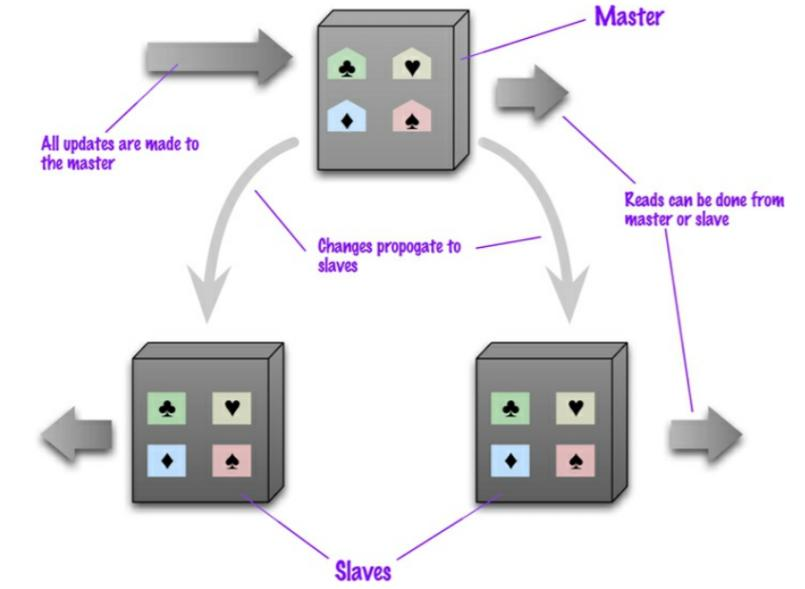 Master
All updates are made to
the master
Reads can be done from
master or slave
Changes propogate to
slaves
Slaves